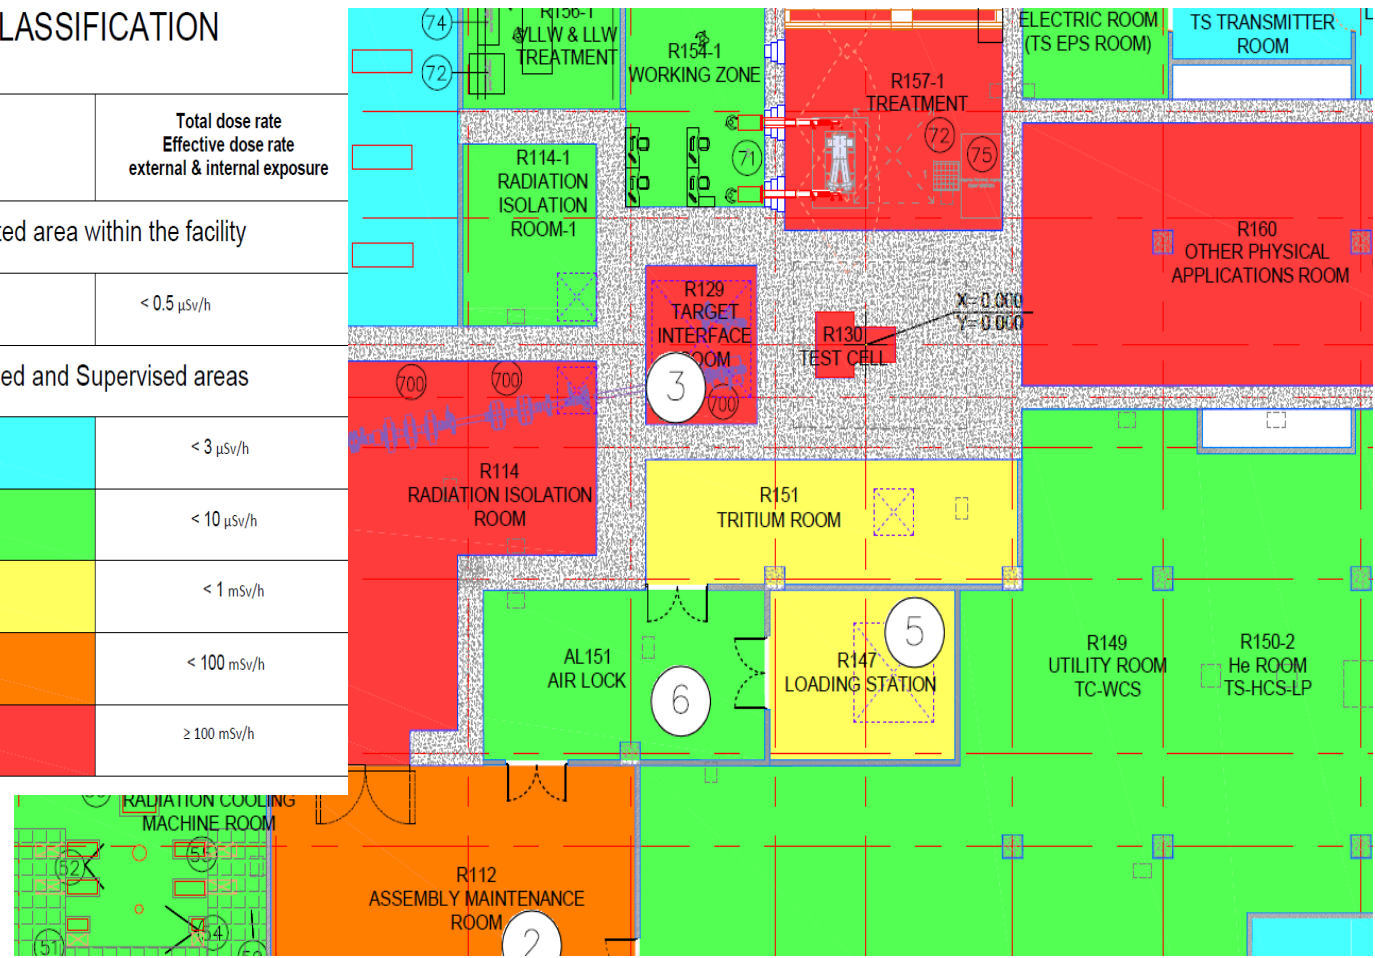 LASSIFICATION
Total dose rate
Effective dose rate
external & internal exposure
ted area within the facility
< 0.5 µSv/h
ed and Supervised areas
< 3 µSv/h
< 10 µSv/h
< 1 mSv/h
< 100 mSv/h
≥ 100 mSv/h
74
72
R156-1
VLLW & LLW
TREATMENT
R154-1
WORKING ZONE
71
R157-1
TREATMENT
72
75
ELECTRIC ROOM
(TS EPS ROOM)
TS TRANSMITTER
ROOM
R114-1
RADIATION
ISOLATION
ROOM-1
R129
TARGET
INTERFACE
ROOM
3
700
R130
TEST CELL
X=0.000
Y=0.000
R160
OTHER PHYSICAL
APPLICATIONS ROOM
700
700
R114
RADIATION ISOLATION
ROOM
R151
TRITIUM ROOM
AL151
AIR LOCK
6
5
R147
LOADING STATION
R149
UTILITY ROOM
TC-WCS
R150-2
He ROOM
TS-HCS-LP
RADIATION COOLING
MACHINE ROOM
52
53
54
51
R112
ASSEMBLY MAINTENANCE
ROOM
2